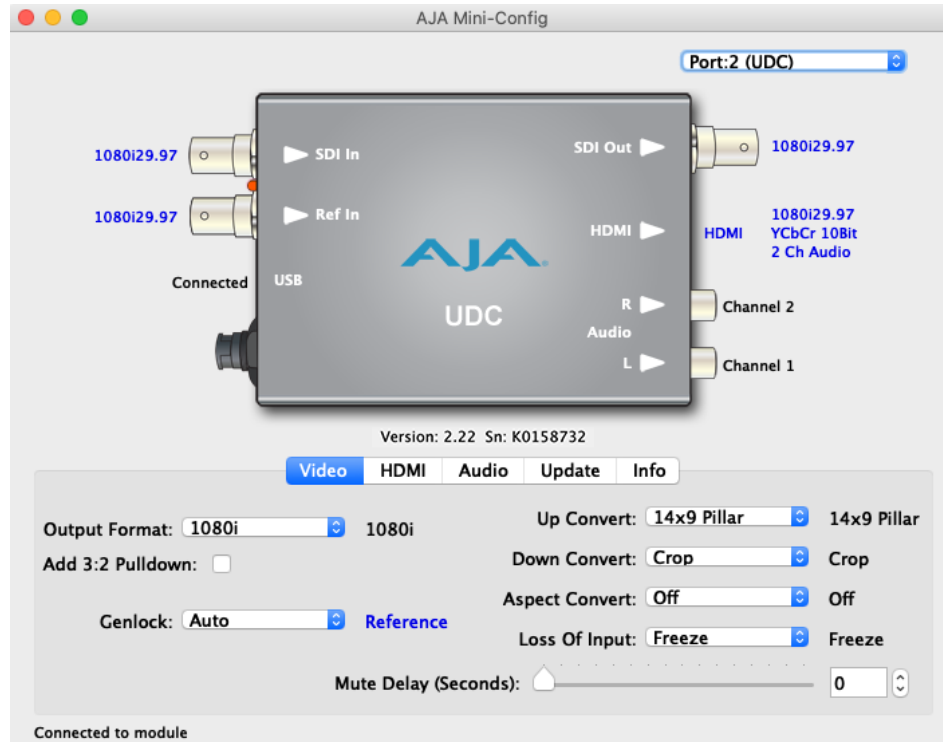 AJA Mini-Config
Port:2 (UDC)
1080i29.97
SDI In
SDI Out
1080i29.97
1080i29.97
Ref In
HDMI
HDMI
1080i29.97
YCbCr 10Bit
2 Ch Audio
AJA
Connected
USB
UDC
R
Audio
L
Channel 2
Channel 1
Version: 2.22 Sn: K0158732
Video HDMI Audio Update Info
Output Format: 1080i 1080i
Add 3:2 Pulldown:
Genlock: Auto Reference
Up Convert: 14x9 Pillar 14x9 Pillar
Down Convert: Crop Crop
Aspect Convert: Off Off
Loss Of Input: Freeze Freeze
Mute Delay (Seconds): 0
Connected to module